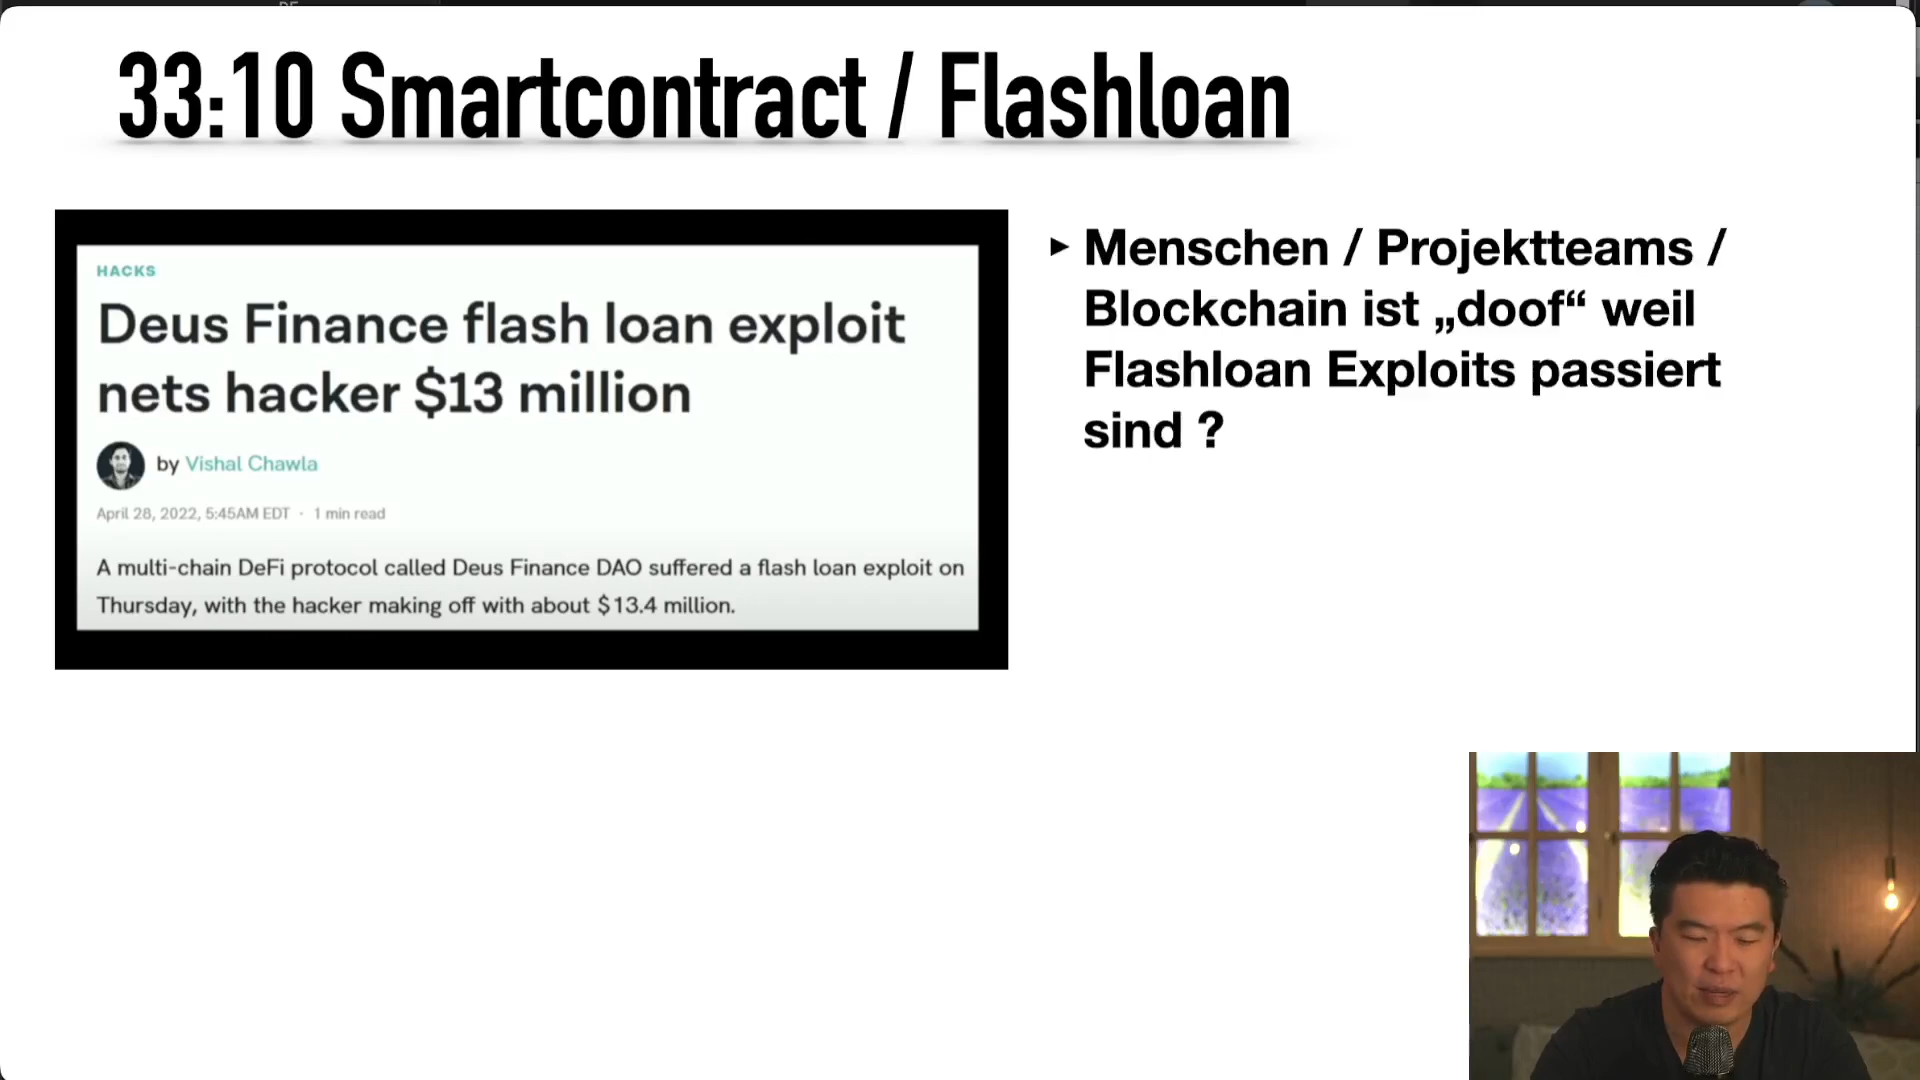 33:10 Smartcontract / Flashloan
HACKS
Deus Finance flash loan exploit
nets hacker $13 million
by Vishal Chawla
April 28, 2022, 5:45AM EDT · 1 min read
A multi-chain DeFi protocol called Deus Finance DAO suffered a flash loan exploit on
Thursday, with the hacker making off with about $13.4 million.
▸ Menschen / Projektteams /
Blockchain ist „doof“ weil
Flashloan Exploits passiert
sind ?